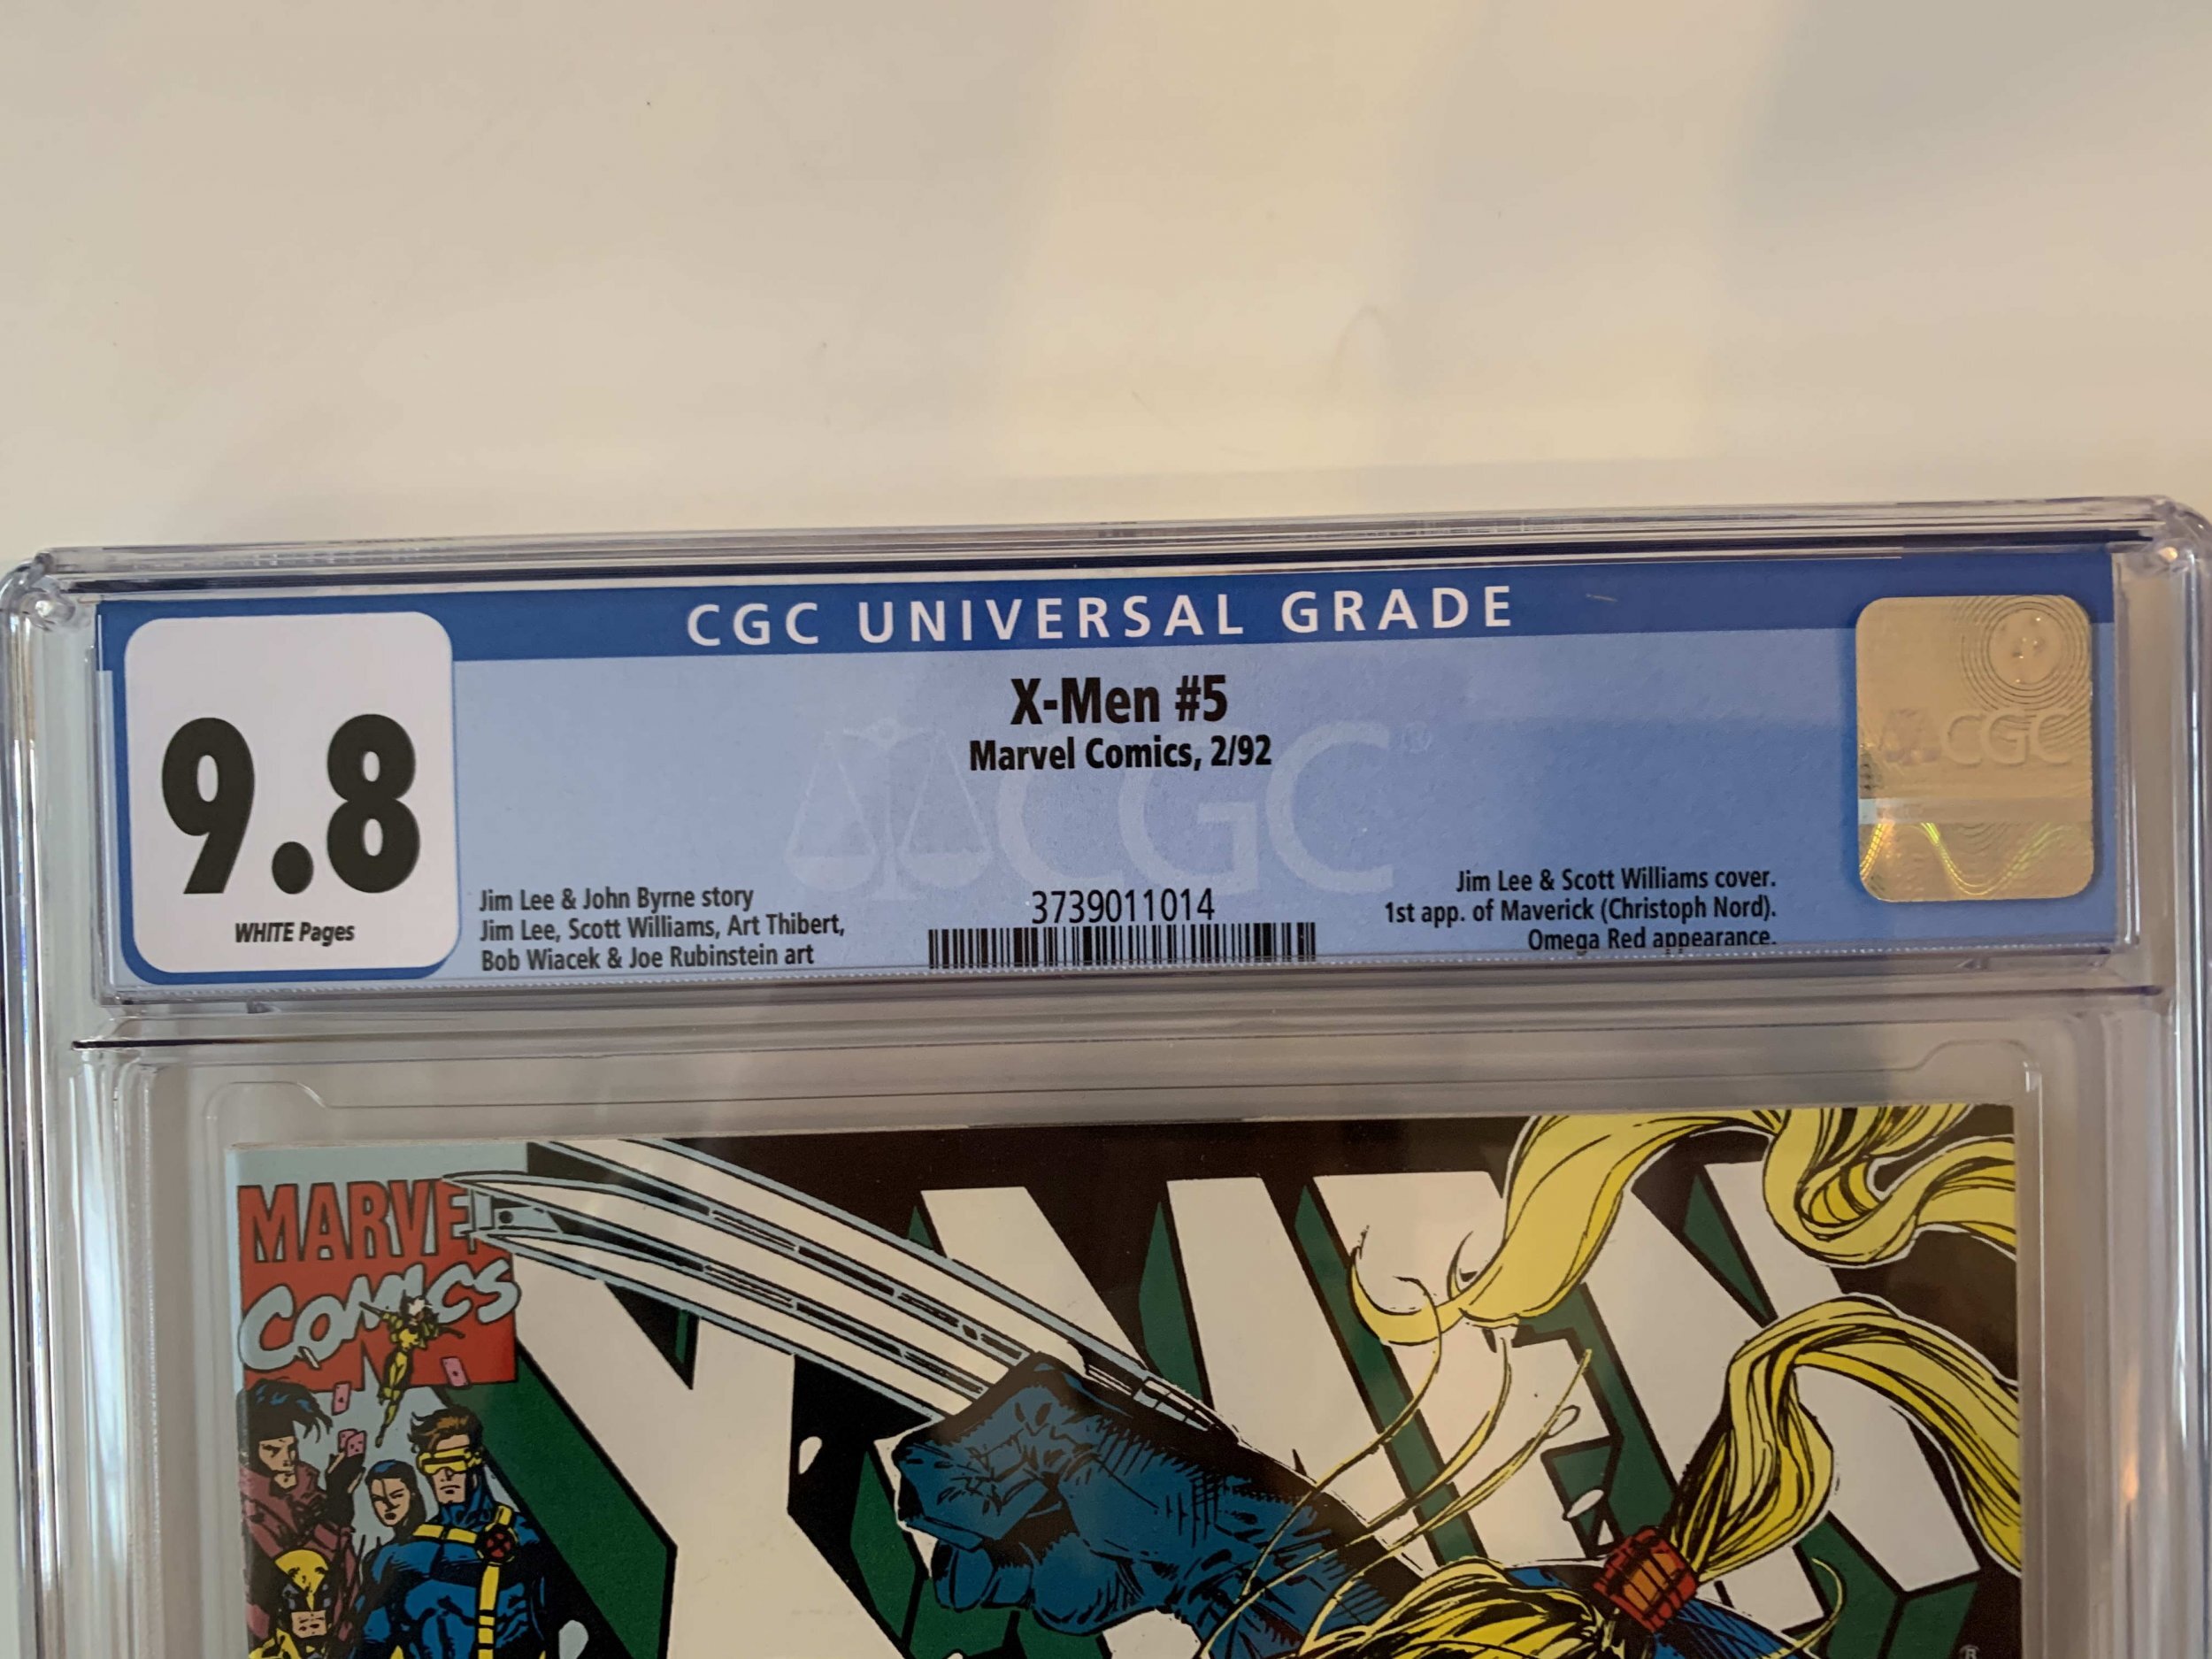 CGC UNIVERSAL GRADE
9.8
WHITE Pages
X-Men #5
Marvel Comics, 2/92
CGC
CGC
Jim Lee & John Byrne story
Jim Lee, Scott Williams, Art Thibert,
Bob Wiacek & Joe Rubinstein art
3739011014
Jim Lee & Scott Williams cover.
1st app. of Maverick (Christoph Nord).
Omega Red appearance.
MARVEL
COMICS
X-MEN